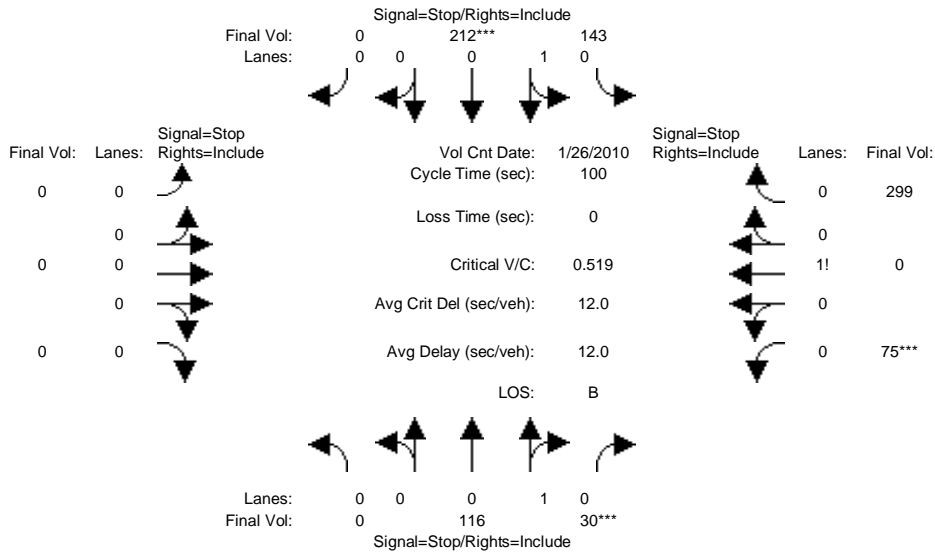 Signal=Stop/Rights=Include
Final Vol: 0 212*** 143
Lanes: 0 0 0 1 0
Signal=Stop Signal=Stop
Final Vol: Lanes: Rights=Include Vol Cnt Date: 1/26/2010 Rights=Include Lanes: Final Vol:
Cycle Time (sec): 100
0 0 0 299
Loss Time (sec): 0
0 0
0 0 Critical V/C: 0.519 1! 0
0 Avg Crit Del (sec/veh): 12.0 0
0 0 Avg Delay (sec/veh): 12.0 0 75***
LOS: B
Lanes: 0 0 0 1 0
Final Vol: 0 116 30***
Signal=Stop/Rights=Include